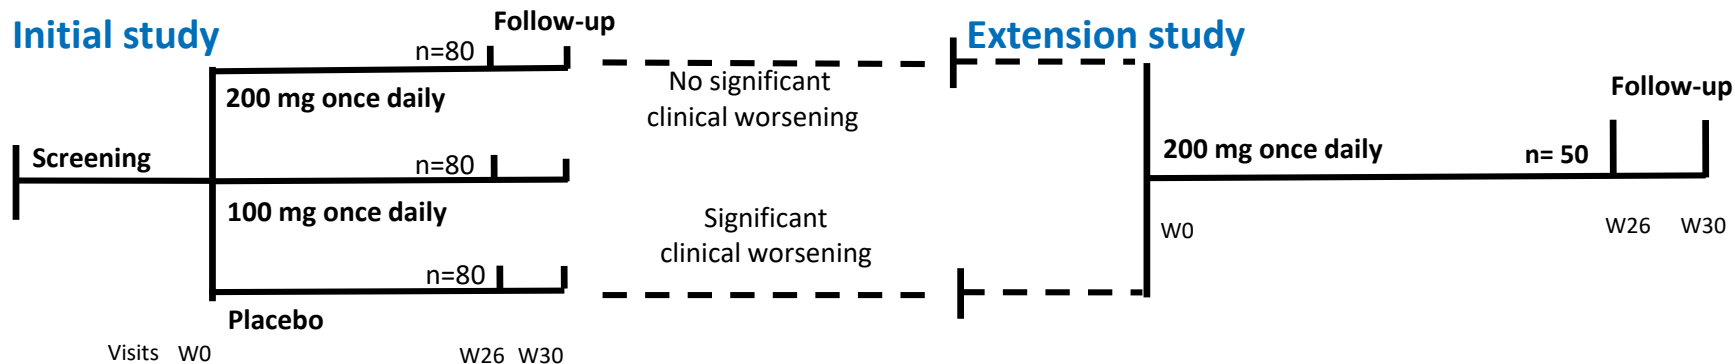 Initial study
Follow-up
n=80
200 mg once daily
Screening
n=80
100 mg once daily
n=80
Placebo
Visits W0 W26 W30
No significant
clinical worsening
Significant
clinical worsening
Extension study
Follow-up
200 mg once daily n= 50
W0 W26 W30